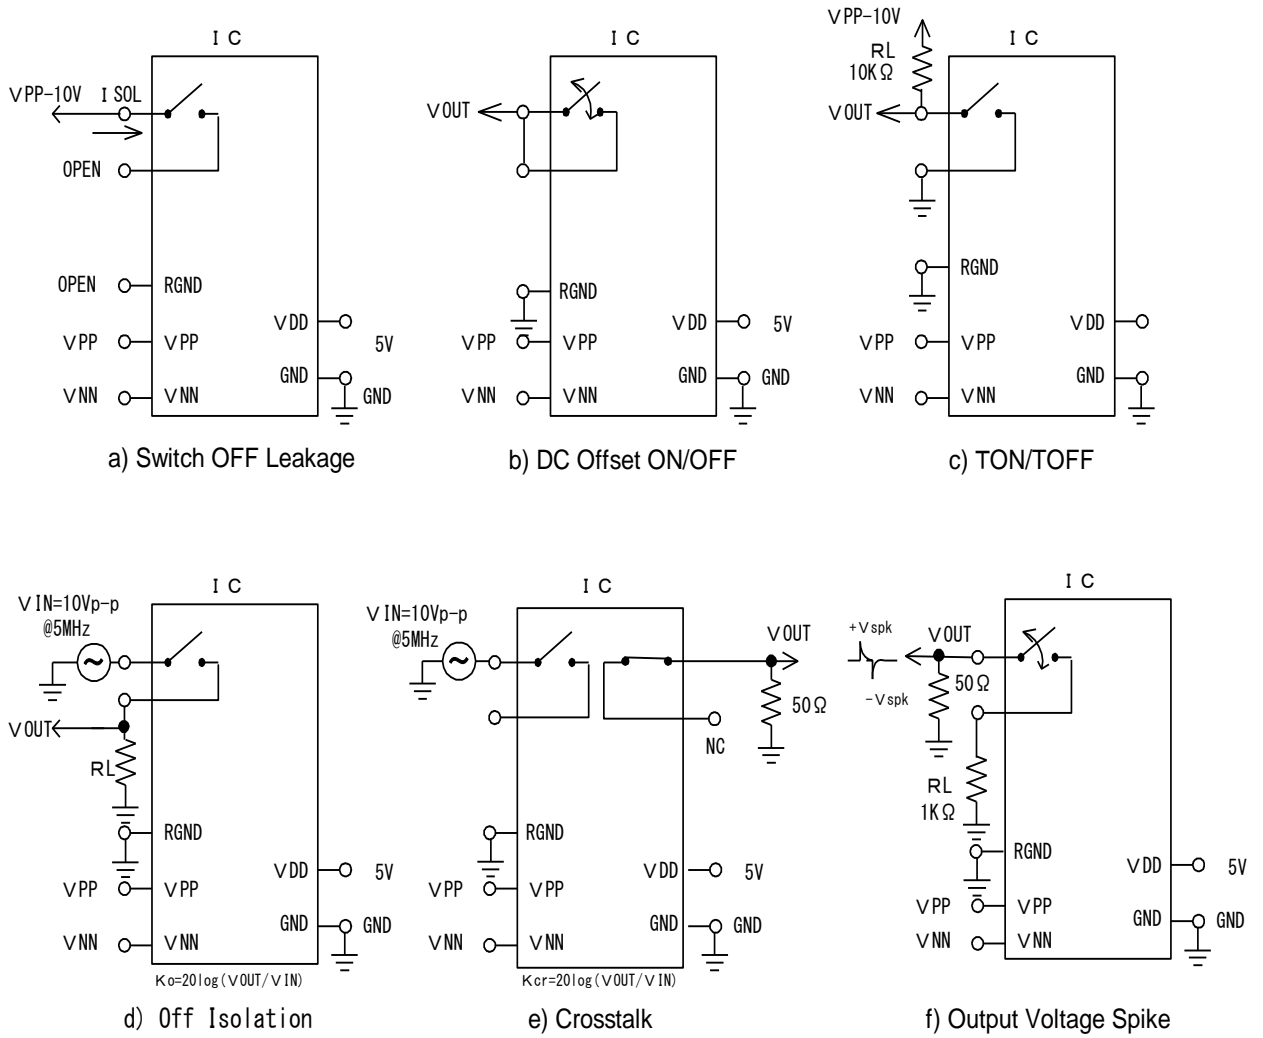 IC
VPP-10V ISOL
OPEN
OPEN RGND
VDD
VPP VPP 5V
GND
VNN VNN GND
a) Switch OFF Leakage
IC
VOUT
RGND
VDD 5V
VPP VPP
GND GND
VNN VNN
b) DC Offset ON/OFF
VPP-10V
IC
RL
10KΩ
VOUT
RGND
VDD
VPP VPP
GND
VNN VNN
c) TON/TOFF
IC
VIN=10Vp-p
@5MHz
VOUT
RL
RGND
VDD 5V
VPP VPP
GND GND
VNN VNN
Ko=20log(VOUT/VIN)
d) Off Isolation
IC
VIN=10Vp-p
@5MHz
VOUT
50Ω
NC
RGND
VDD 5V
VPP VPP
GND GND
VNN VNN
Kcr=20log(VOUT/VIN)
e) Crosstalk
IC
+Vspk VOUT
50Ω
-Vspk
RL
1KΩ
RGND
VDD 5V
VPP VPP
GND GND
VNN VNN
f) Output Voltage Spike